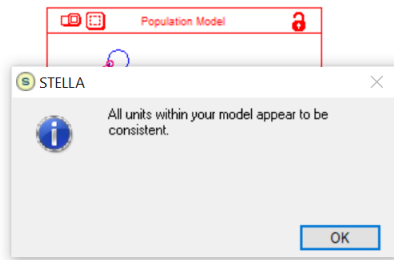 Population Model
S STELLA
All units within your model appear to be
consistent.
OK